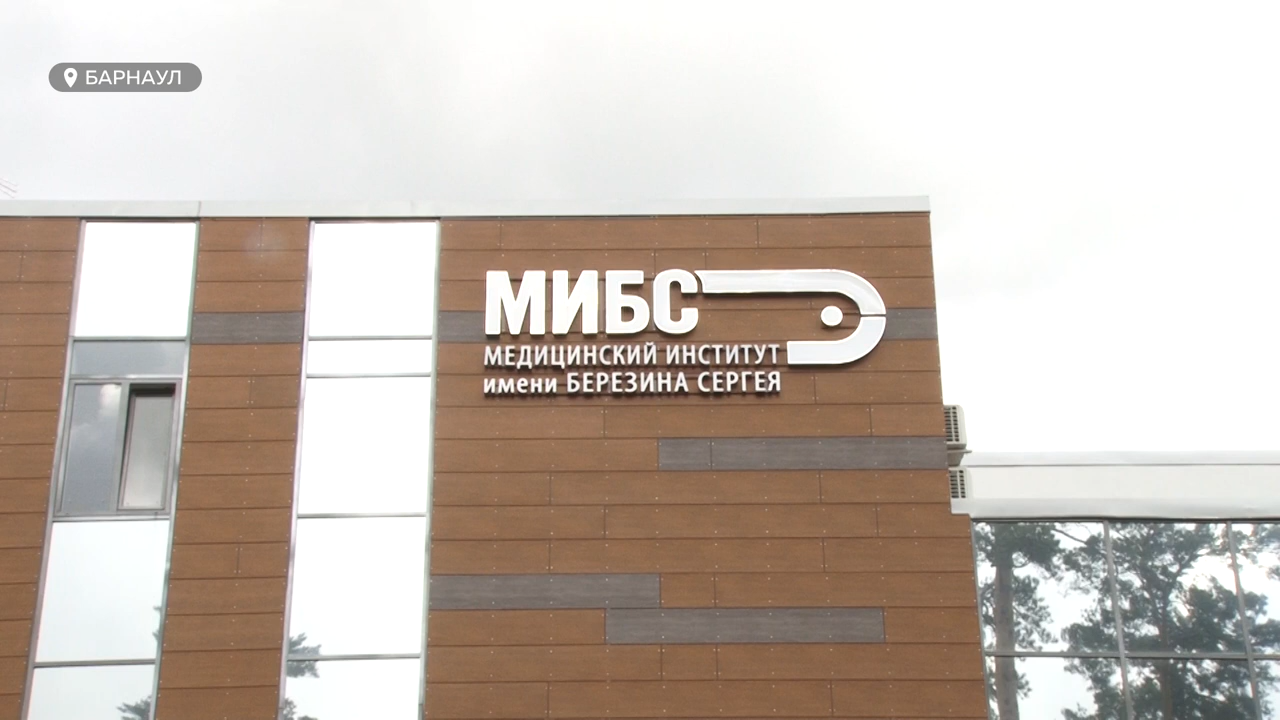 БАРНАУЛ
МИБС
МЕДИЦИНСКИЙ ИНСТИТУТ
имени БЕРЕЗИНА СЕРГЕЯ